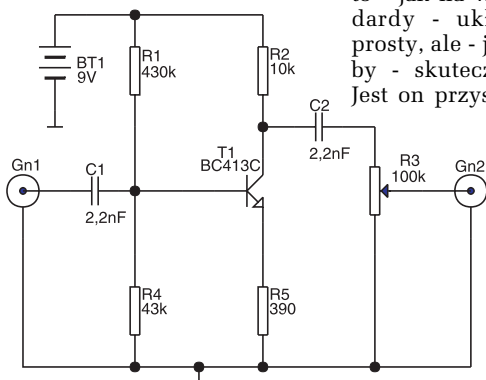 to - jak na
dardy - ukł
prosty, ale - j
by - skutecz
Jest on przys
BT1
9V
R1
430k
R2
10k
C2
2,2nF
T1
BC413C
Gn1
C1
2,2nF
R3
100k
Gn2
R4
43k
R5
390